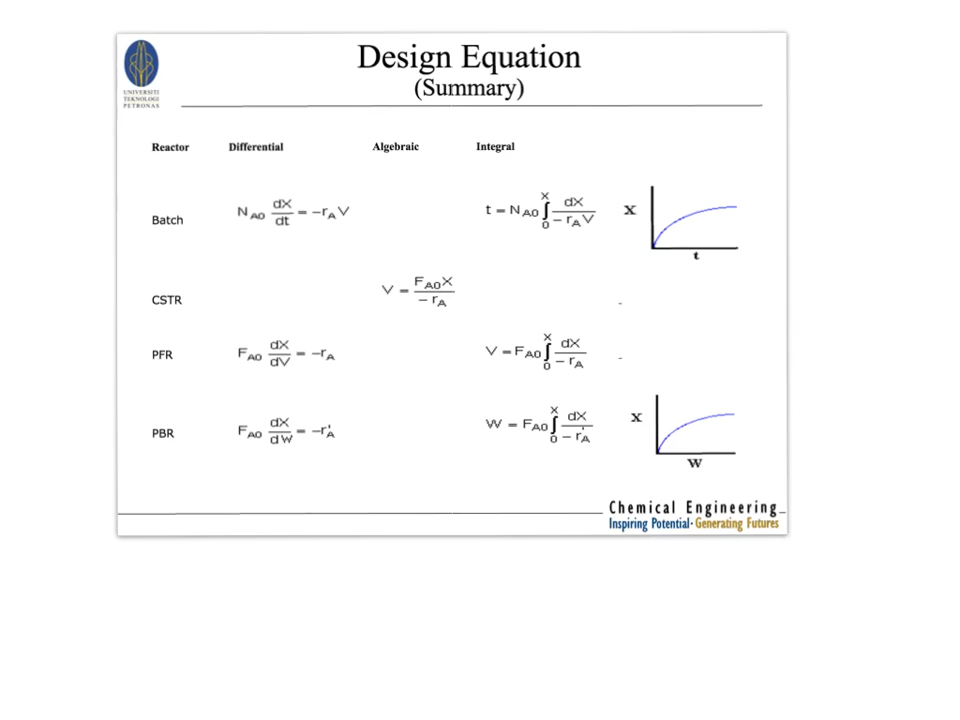 UNIVERSITI
TEKNOLOGI
PETRONAS
Design Equation
(Summary)
Reactor Differential Algebraic Integral
Batch N_A0 dX/dt = −r_A V t = N_A0 ∫_0^X dX/(−r_A V) X t
CSTR V = F_A0 X/(−r_A) -
PFR F_A0 dX/dV = −r_A V = F_A0 ∫_0^X dX/(−r_A) -
PBR F_A0 dX/dW = −r'_A W = F_A0 ∫_0^X dX/(−r'_A) X W
Chemical Engineering
Inspiring Potential · Generating Futures